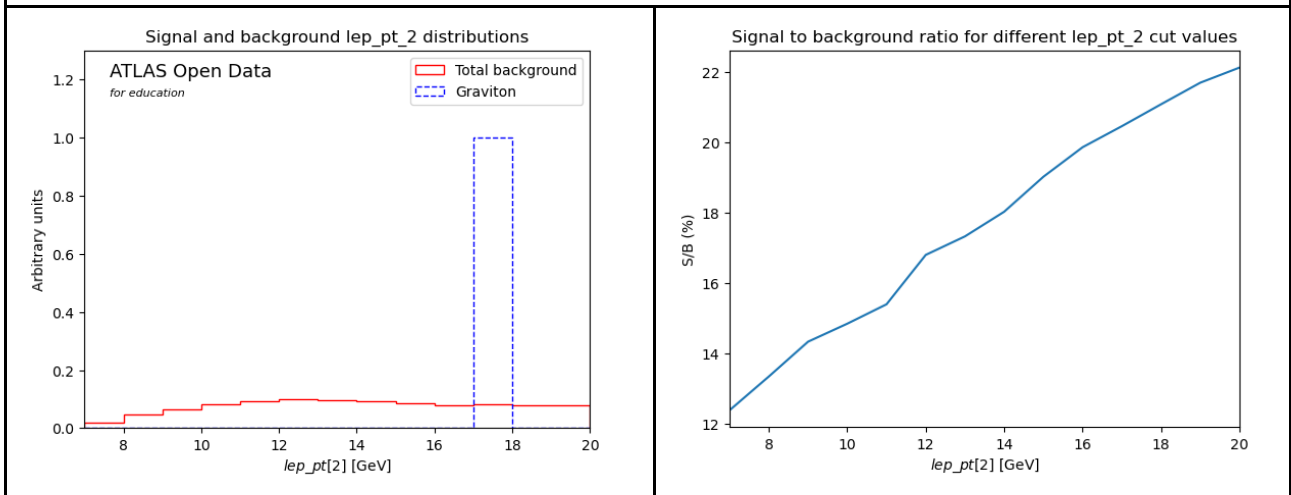 Signal and background lep_pt_2 distributions
ATLAS Open Data
for education
Total background
Graviton
1.2
1.0
0.8
0.6
0.4
0.2
0.0
Arbitrary units
8 10 12 14 16 18 20
lep_pt[2] [GeV]
Signal to background ratio for different lep_pt_2 cut values
22
20
18
16
14
12
S/B (%)
8 10 12 14 16 18 20
lep_pt[2] [GeV]